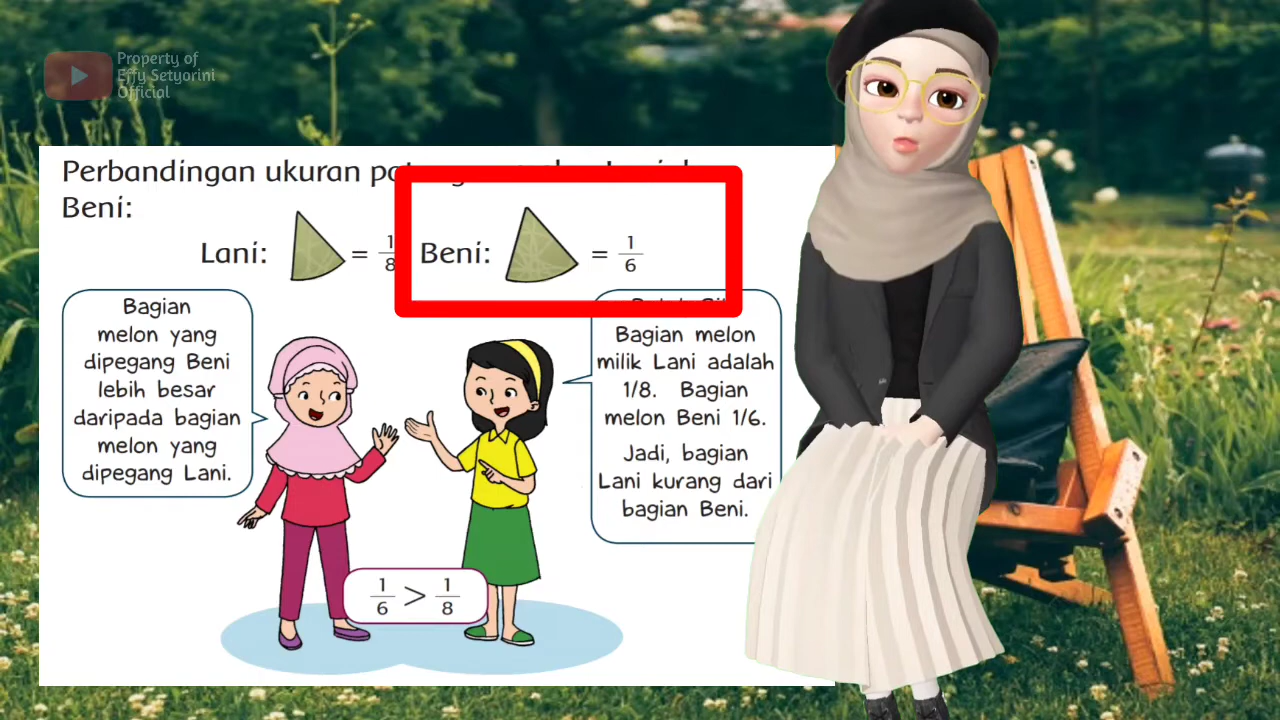 Property of
Effy Setyorini
Official
Perbandingan ukuran
Beni:
Lani: = 1/8
Beni: = 1/6
Bagian
melon yang
dipegang Beni
lebih besar
daripada bagian
melon yang
dipegang Lani.
Bagian melon
milik Lani adalah
1/8. Bagian
melon Beni 1/6.
Jadi, bagian
Lani kurang dari
bagian Beni.
1/6 > 1/8